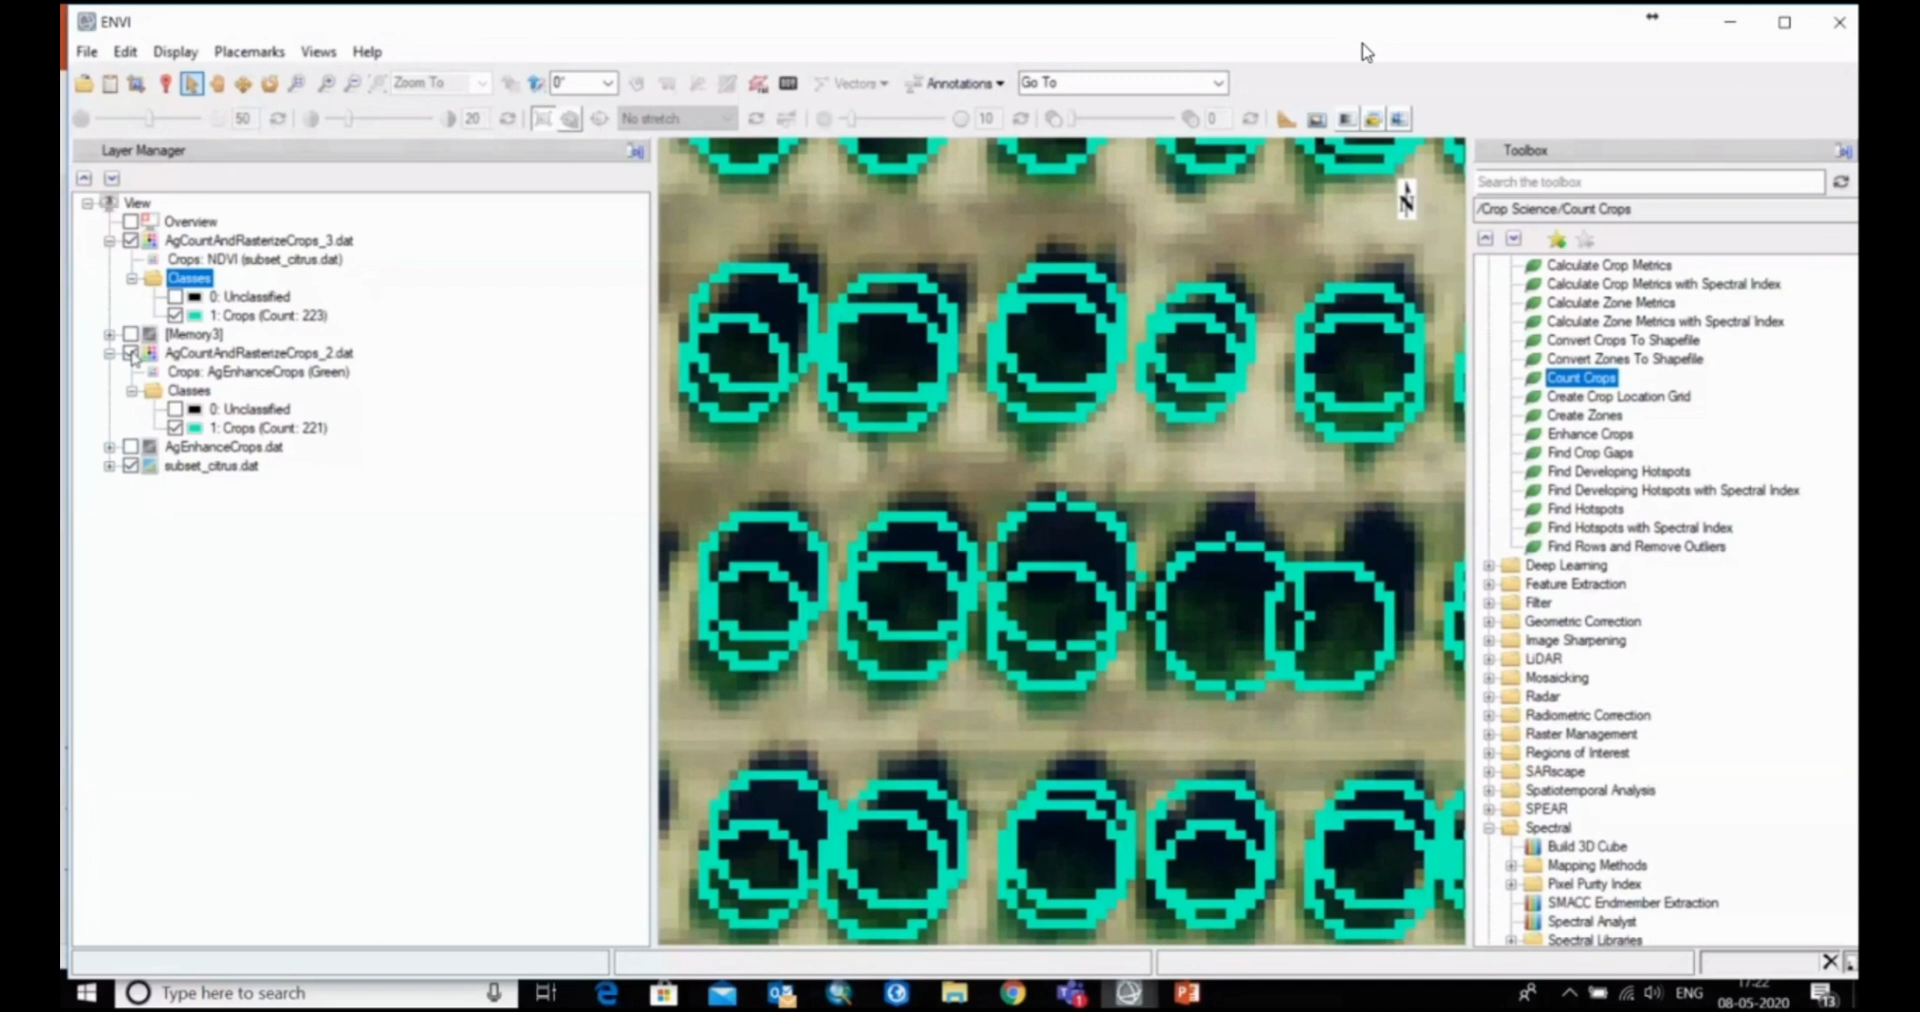 ENVI
File Edit Display Placemarks Views Help
Zoom To 0° Vectors Annotations Go To
50 20 No stretch 10 0
Layer Manager
View
Overview
AgCountAndRasterizeCrops_3.dat
Crops: NDVI (subset_citrus.dat)
Classes
0: Unclassified
1: Crops (Count: 223)
[Memory3]
AgCountAndRasterizeCrops_2.dat
Crops: AgEnhanceCrops (Green)
Classes
0: Unclassified
1: Crops (Count: 221)
AgEnhanceCrops.dat
subset_citrus.dat
N
Toolbox
Search the toolbox
/Crop Science/Count Crops
Calculate Crop Metrics
Calculate Crop Metrics with Spectral Index
Calculate Zone Metrics
Calculate Zone Metrics with Spectral Index
Convert Crops To Shapefile
Convert Zones To Shapefile
Count Crops
Create Crop Location Grid
Create Zones
Enhance Crops
Find Crop Gaps
Find Developing Hotspots
Find Developing Hotspots with Spectral Index
Find Hotspots
Find Hotspots with Spectral Index
Find Rows and Remove Outliers
Deep Learning
Feature Extraction
Filter
Geometric Correction
Image Sharpening
LiDAR
Mosaicking
Radar
Radiometric Correction
Raster Management
Regions of Interest
SARscape
Spatiotemporal Analysis
SPEAR
Spectral
Build 3D Cube
Mapping Methods
Pixel Purity Index
SMACC Endmember Extraction
Spectral Analyst
Spectral Libraries
Type here to search
ENG
17:22
08-05-2020
13